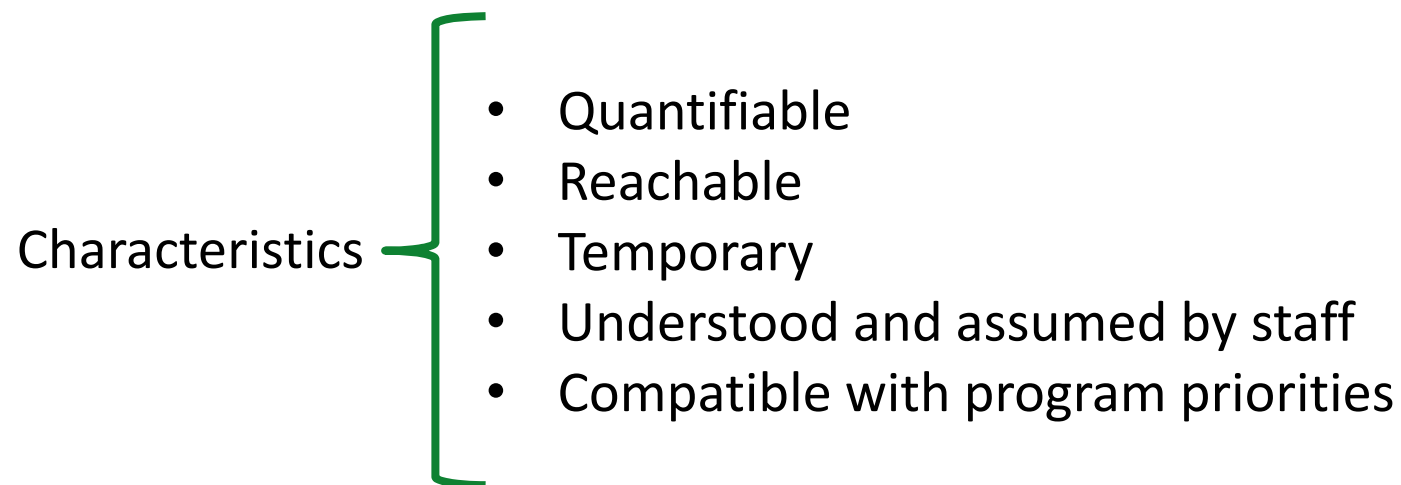 Characteristics
• Quantifiable
• Reachable
• Temporary
• Understood and assumed by staff
• Compatible with program priorities